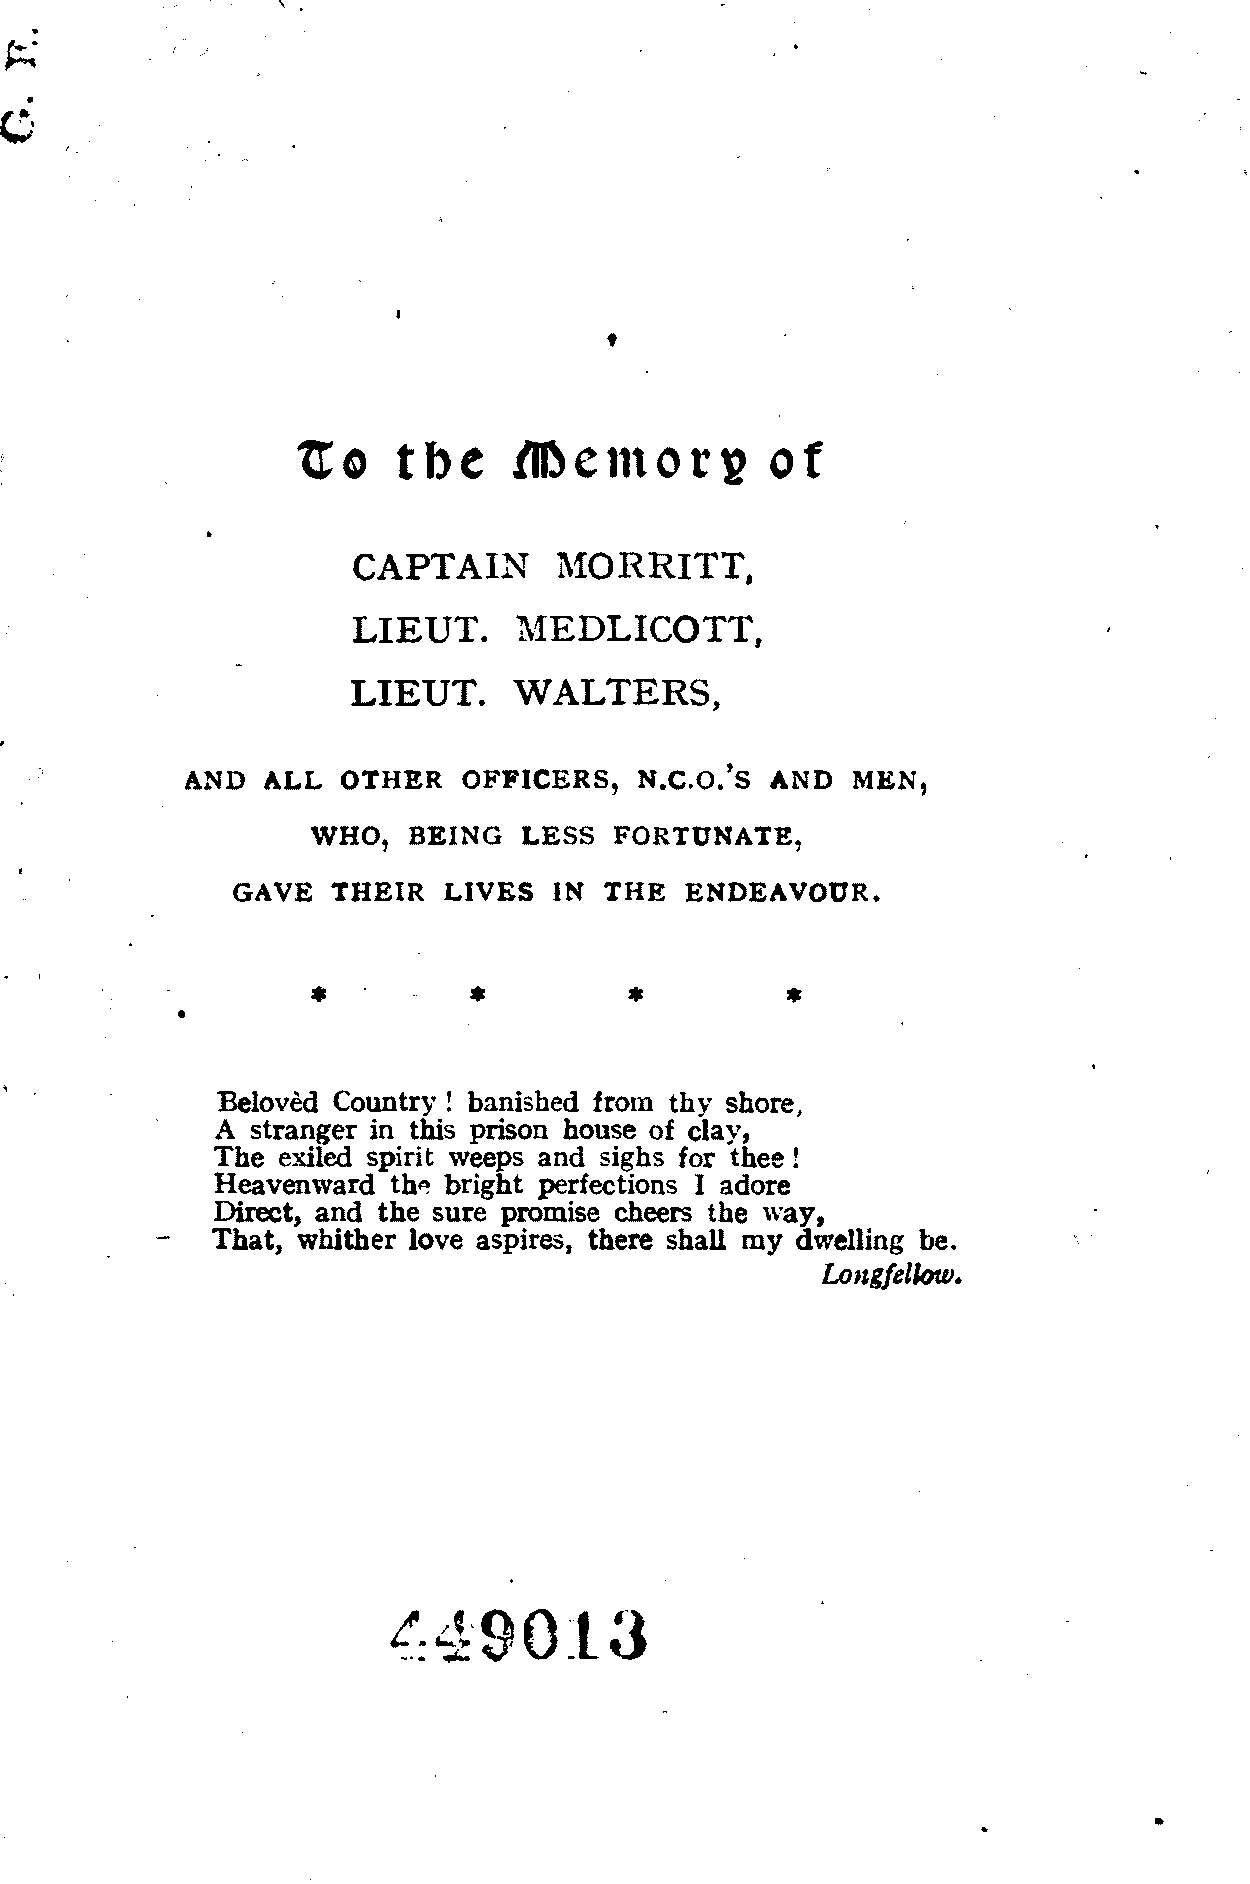 C. F.
To the Memory of
CAPTAIN MORRITT,
LIEUT. MEDLICOTT,
LIEUT. WALTERS,
AND ALL OTHER OFFICERS, N.C.O.'S AND MEN,
WHO, BEING LESS FORTUNATE,
GAVE THEIR LIVES IN THE ENDEAVOUR.
* * * *
Belovèd Country! banished from thy shore,
A stranger in this prison house of clay,
The exiled spirit weeps and sighs for thee!
Heavenward the bright perfections I adore
Direct, and the sure promise cheers the way,
That, whither love aspires, there shall my dwelling be.
Longfellow.
449013